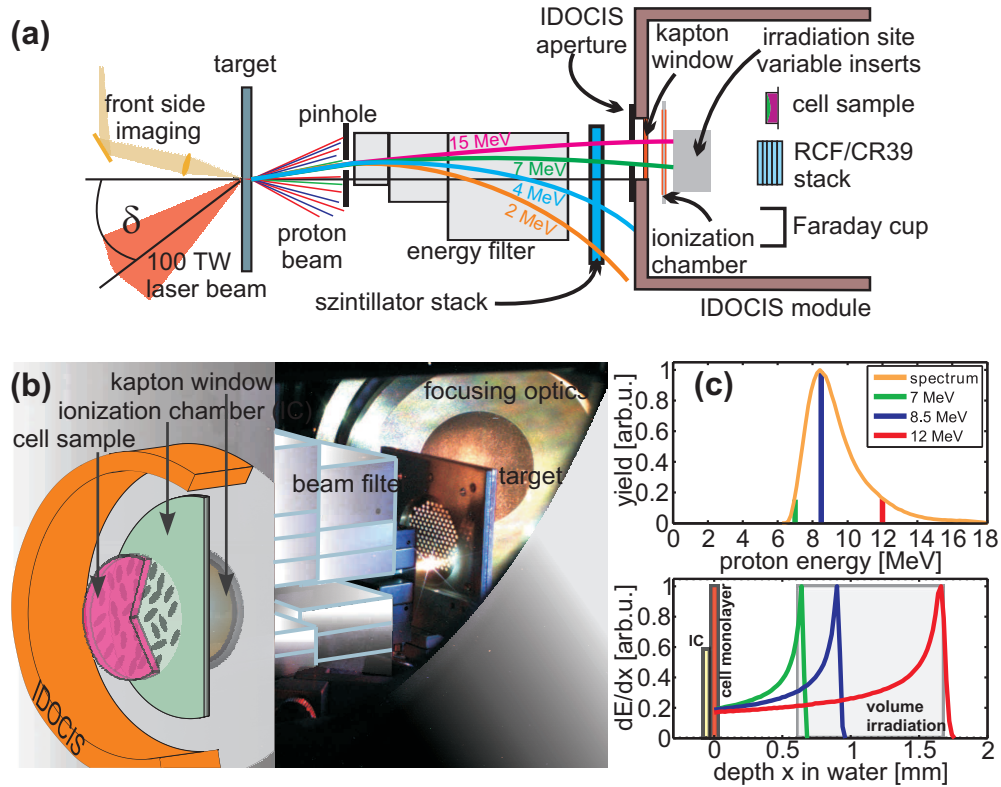 (a)
IDOCIS
aperture
kapton
window
irradiation site
variable inserts
target
front side
imaging
pinhole
cell sample
15 MeV
7 MeV
4 MeV
2 MeV
RCF/CR39
stack
δ
100 TW
laser beam
proton
beam
energy filter
ionization
chamber
Faraday cup
szintillator stack
IDOCIS module
(b)
kapton window
ionization chamber (IC)
cell sample
focusing optics
target
beam filter
IDOCIS
(c)
spectrum
7 MeV
8.5 MeV
12 MeV
yield [arb.u.]
1
0.8
0.6
0.4
0.2
0
0 2 4 6 8 10 12 14 16 18
proton energy [MeV]
dE/dx [arb.u.]
1
0.8
0.6
0.4
0.2
0
IC
cell monolayer
volume
irradiation
0 0.5 1 1.5 2
depth x in water [mm]